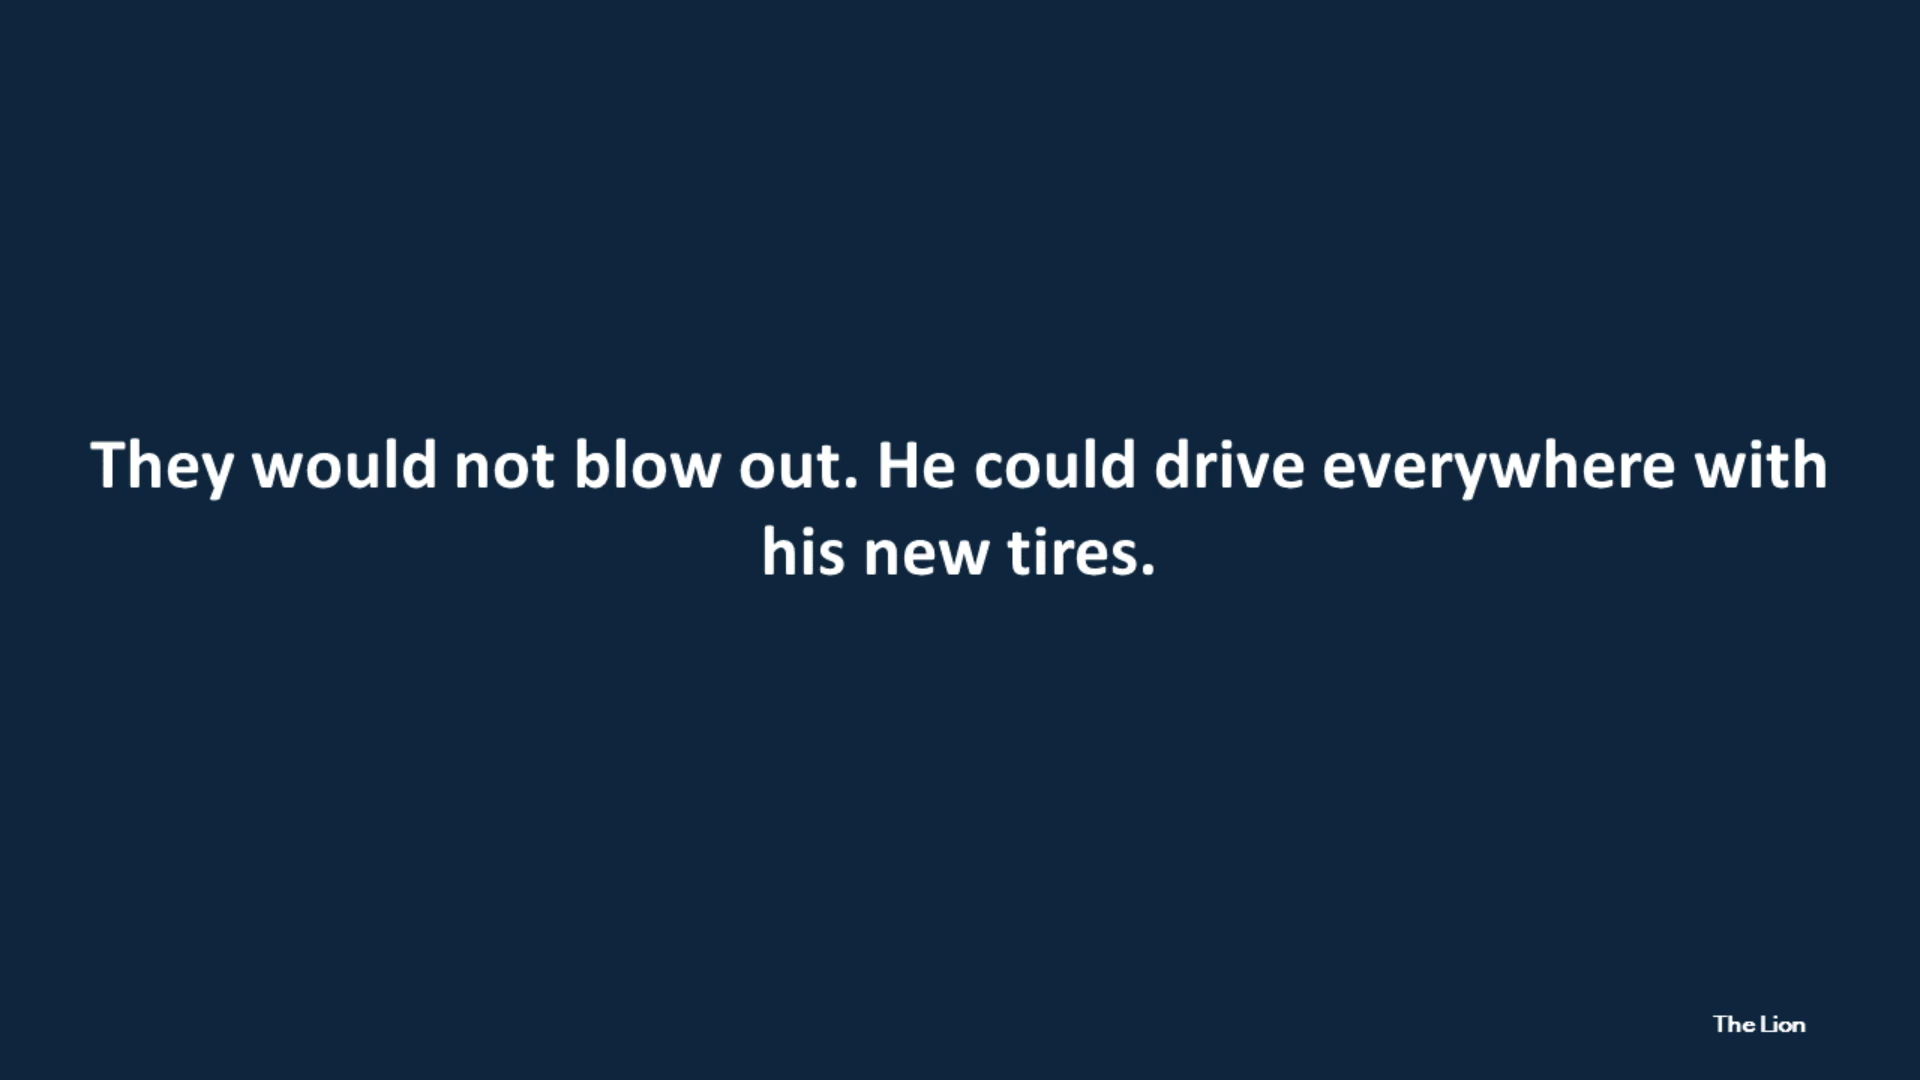 They would not blow out. He could drive everywhere with
his new tires.
The Lion